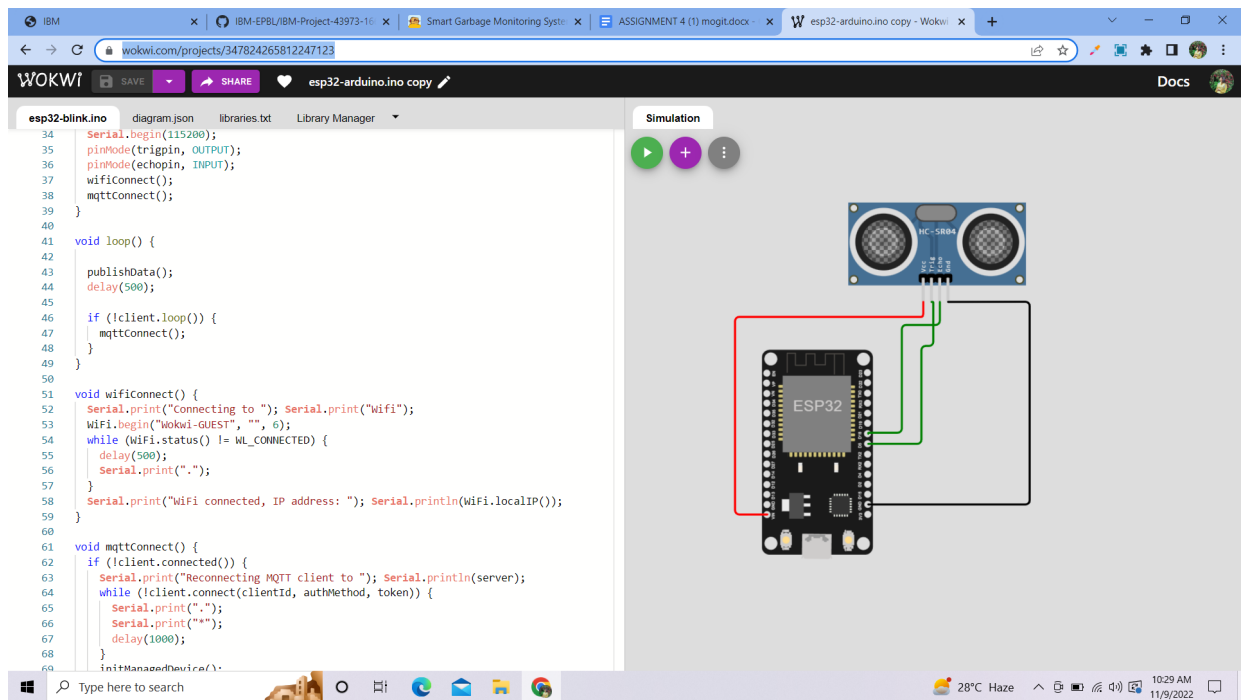 IBM
IBM-EPBL/IBM-Project-43973-16
Smart Garbage Monitoring Syste
ASSIGNMENT 4 (1) mogit.docx -
esp32-arduino.ino copy - Wokwi
wokwi.com/projects/347824265812247123
WOKWI
SAVE
SHARE
esp32-arduino.ino copy
Docs
esp32-blink.ino
diagram.json
libraries.txt
Library Manager
Simulation
34 Serial.begin(115200);
35 pinMode(trigpin, OUTPUT);
36 pinMode(echopin, INPUT);
37 wifiConnect();
38 mqttConnect();
39 }
40
41 void loop() {
42
43 publishData();
44 delay(500);
45
46 if (!client.loop()) {
47 mqttConnect();
48 }
49 }
50
51 void wifiConnect() {
52 Serial.print("Connecting to "); Serial.print("Wifi");
53 WiFi.begin("Wokwi-GUEST", "", 6);
54 while (WiFi.status() != WL_CONNECTED) {
55 delay(500);
56 Serial.print(".");
57 }
58 Serial.print("WiFi connected, IP address: "); Serial.println(WiFi.localIP());
59 }
60
61 void mqttConnect() {
62 if (!client.connected()) {
63 Serial.print("Reconnecting MQTT client to "); Serial.println(server);
64 while (!client.connect(clientId, authMethod, token)) {
65 Serial.print(".");
66 Serial.print("*");
67 delay(1000);
68 }
69 initManagedDevice();
HC-SR04
Vcc
Trig
Echo
Gnd
ESP32
Type here to search
28°C Haze
10:29 AM
11/9/2022